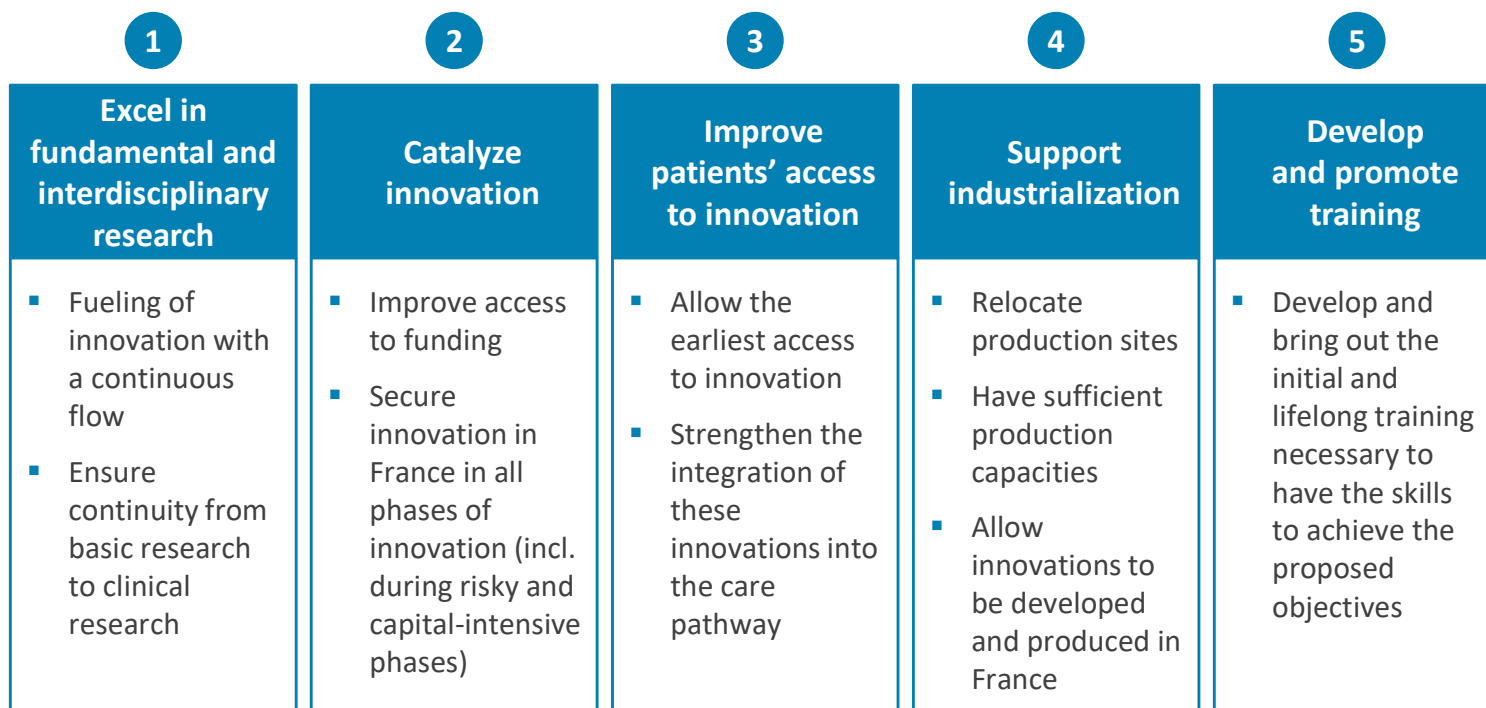 1
Excel in
fundamental and
interdisciplinary
research
▪ Fueling of
innovation with
a continuous
flow
▪ Ensure
continuity from
basic research
to clinical
research
2
Catalyze
innovation
▪ Improve access
to funding
▪ Secure
innovation in
France in all
phases of
innovation (incl.
during risky and
capital-intensive
phases)
3
Improve
patients’ access
to innovation
▪ Allow the
earliest access
to innovation
▪ Strengthen the
integration of
these
innovations into
the care
pathway
4
Support
industrialization
▪ Relocate
production sites
▪ Have sufficient
production
capacities
▪ Allow
innovations to
be developed
and produced in
France
5
Develop
and promote
training
▪ Develop and
bring out the
initial and
lifelong training
necessary to
have the skills
to achieve the
proposed
objectives